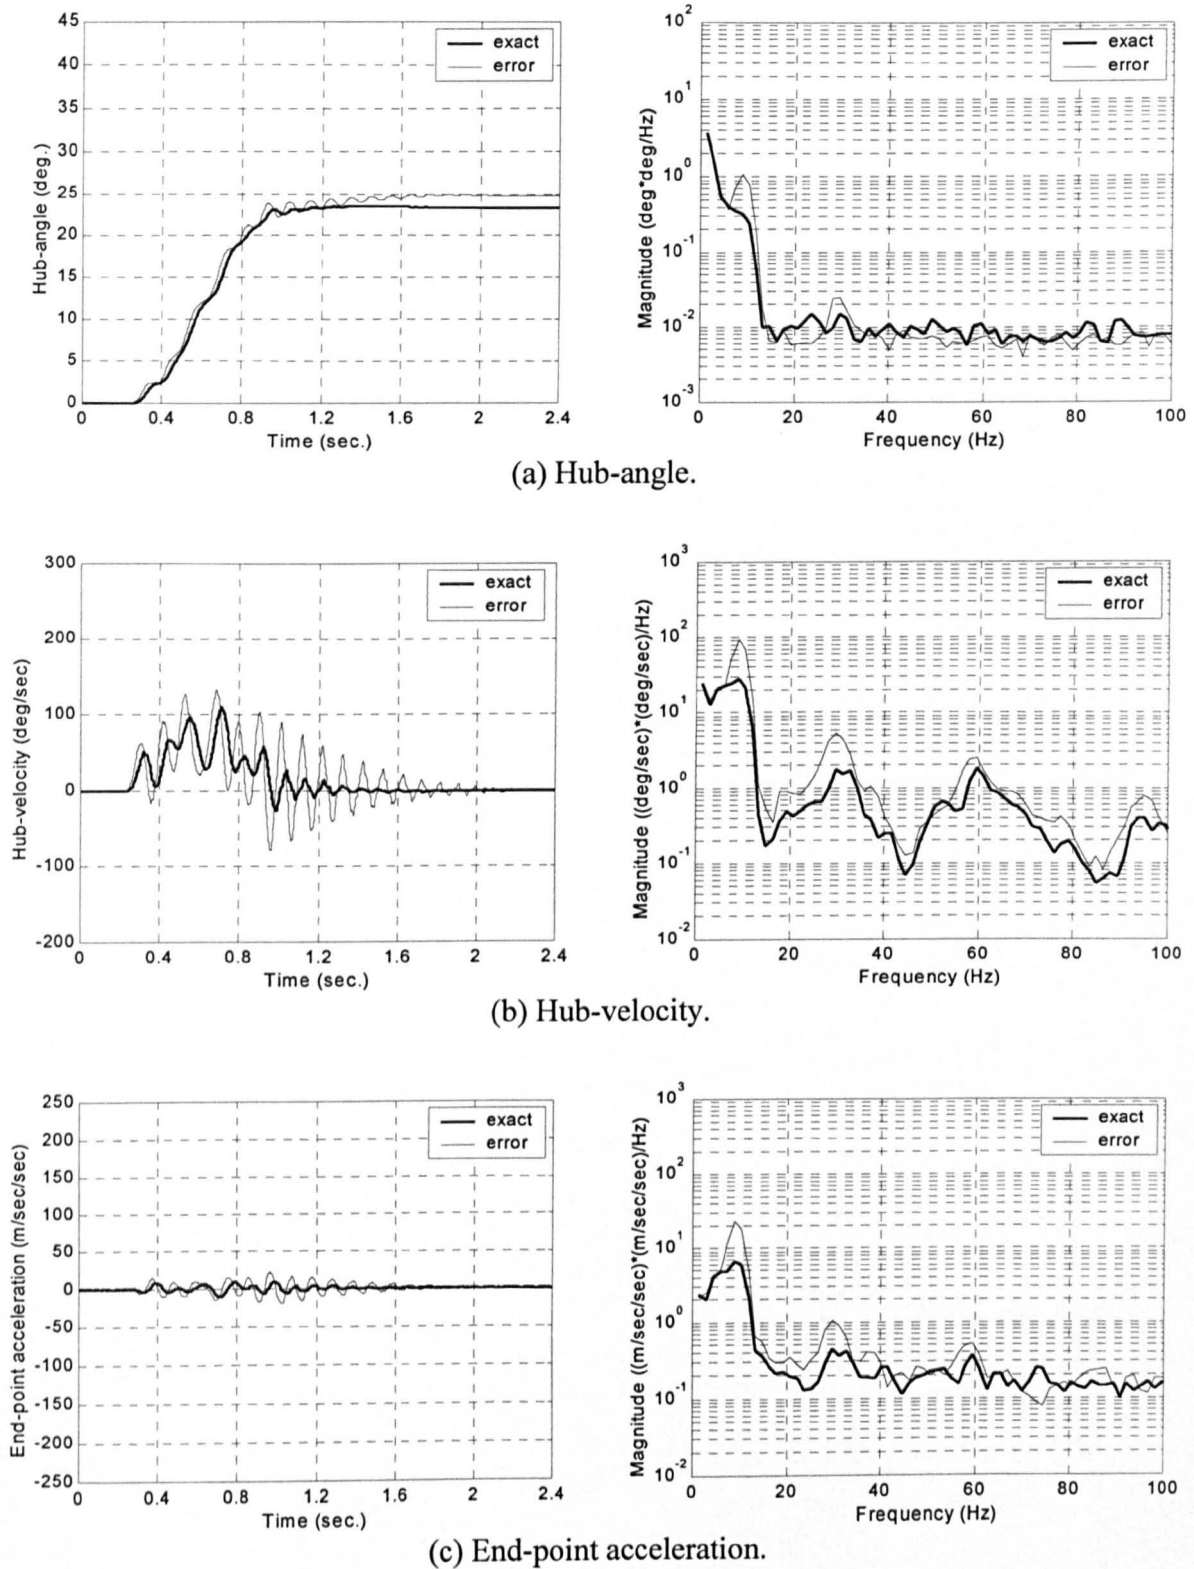 45
40
35
30
25
20
15
10
5
0
Hub-angle (deg.)
exact
error
0 0.4 0.8 1.2 1.6 2 2.4
Time (sec.)
10^2
10^1
10^0
10^-1
10^-2
10^-3
Magnitude (deg*deg/Hz)
exact
error
0 20 40 60 80 100
Frequency (Hz)
(a) Hub-angle.
300
200
100
0
-100
-200
Hub-velocity (deg/sec)
exact
error
0 0.4 0.8 1.2 1.6 2 2.4
Time (sec.)
10^3
10^2
10^1
10^0
10^-1
10^-2
Magnitude ((deg/sec)*(deg/sec)/Hz)
exact
error
0 20 40 60 80 100
Frequency (Hz)
(b) Hub-velocity.
250
200
150
100
50
0
-50
-100
-150
-200
-250
End-point acceleration (m/sec/sec)
exact
error
0 0.4 0.8 1.2 1.6 2 2.4
Time (sec.)
10^3
10^2
10^1
10^0
10^-1
10^-2
Magnitude ((m/sec/sec)*(m/sec/sec)/Hz)
exact
error
0 20 40 60 80 100
Frequency (Hz)
(c) End-point acceleration.